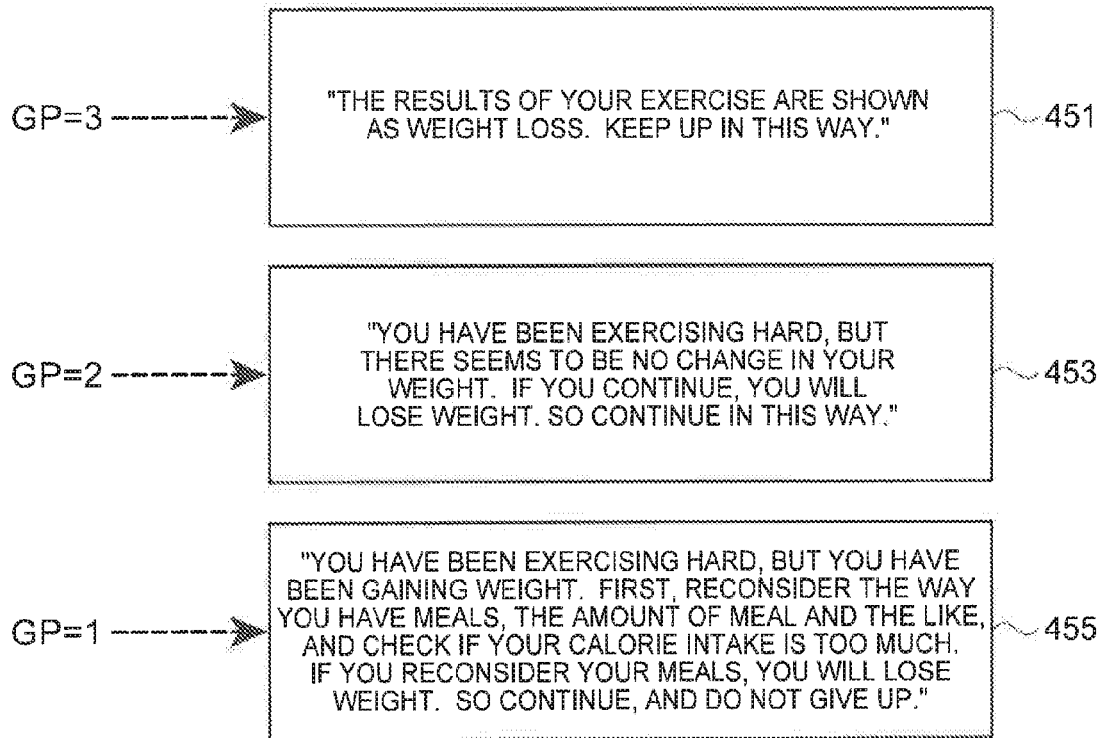 GP=3
"THE RESULTS OF YOUR EXERCISE ARE SHOWN
AS WEIGHT LOSS. KEEP UP IN THIS WAY."
451
GP=2
"YOU HAVE BEEN EXERCISING HARD, BUT
THERE SEEMS TO BE NO CHANGE IN YOUR
WEIGHT. IF YOU CONTINUE, YOU WILL
LOSE WEIGHT. SO CONTINUE IN THIS WAY."
453
GP=1
"YOU HAVE BEEN EXERCISING HARD, BUT YOU HAVE
BEEN GAINING WEIGHT. FIRST, RECONSIDER THE WAY
YOU HAVE MEALS, THE AMOUNT OF MEAL AND THE LIKE,
AND CHECK IF YOUR CALORIE INTAKE IS TOO MUCH.
IF YOU RECONSIDER YOUR MEALS, YOU WILL LOSE
WEIGHT. SO CONTINUE, AND DO NOT GIVE UP."
455